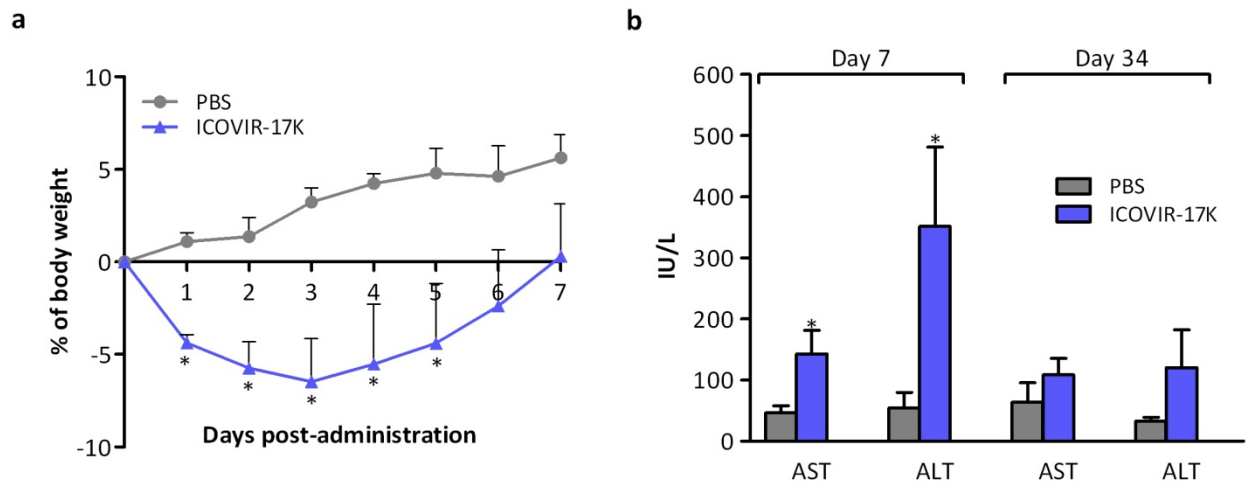 a
10
5
0
-5
-10
% of body weight
PBS
ICOVIR-17K
1 2 3 4 5 6 7
* * * * *
Days post-administration
b
Day 7 Day 34
600
500
400
300
200
100
0
IU/L
* *
PBS
ICOVIR-17K
AST ALT AST ALT